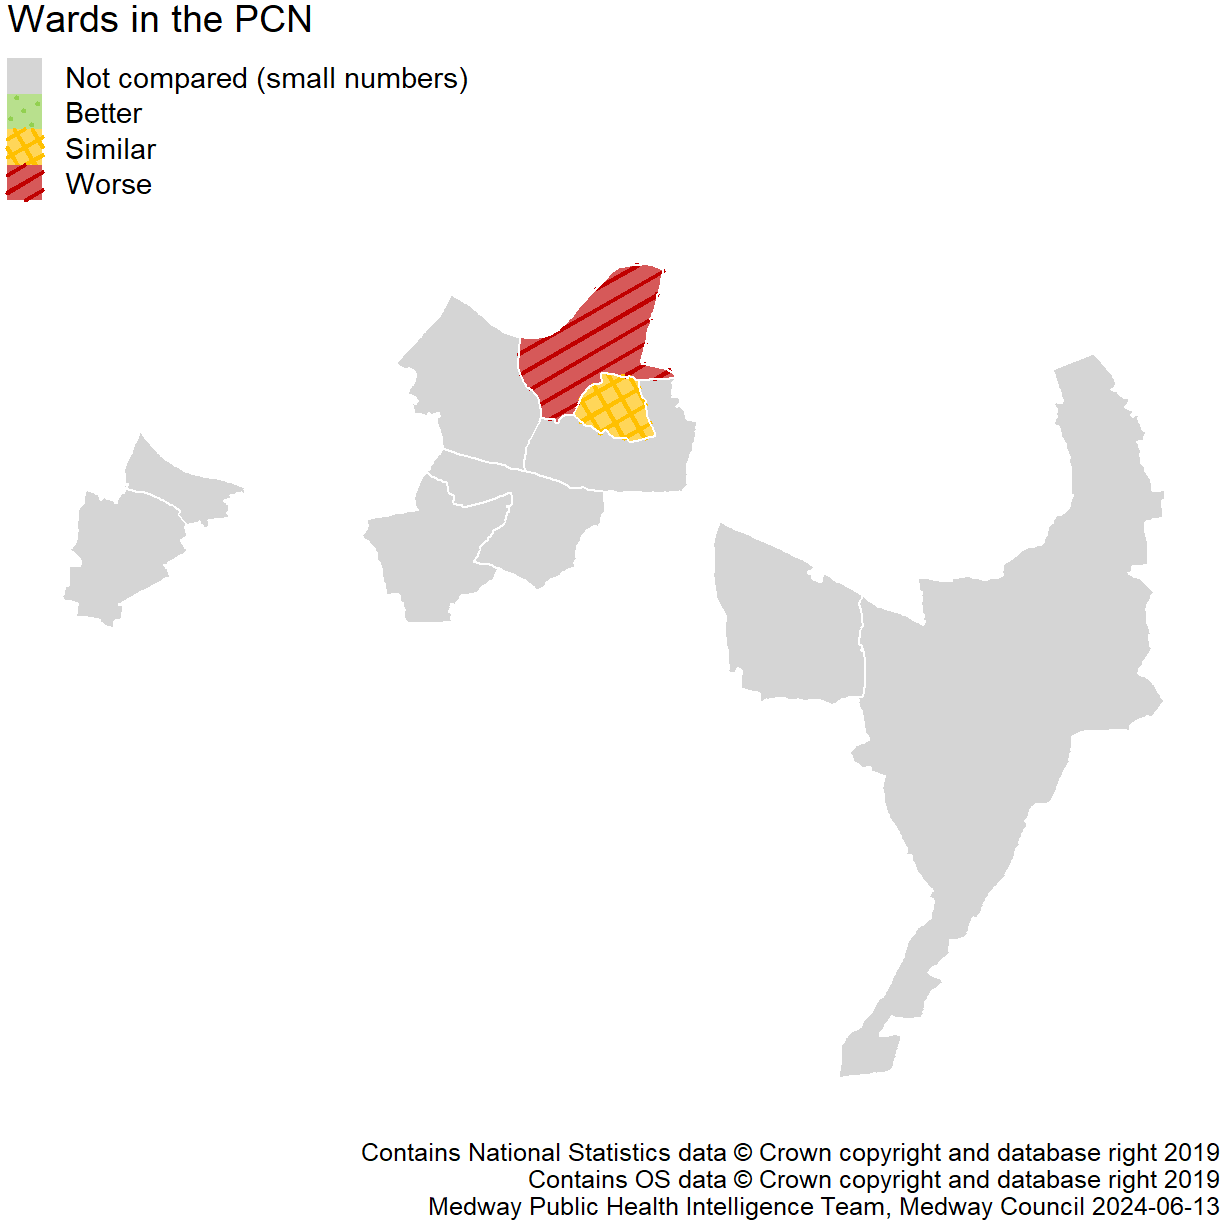 Wards in the PCN
Not compared (small numbers)
Better
Similar
Worse
Contains National Statistics data © Crown copyright and database right 2019
Contains OS data © Crown copyright and database right 2019
Medway Public Health Intelligence Team, Medway Council 2024-06-13